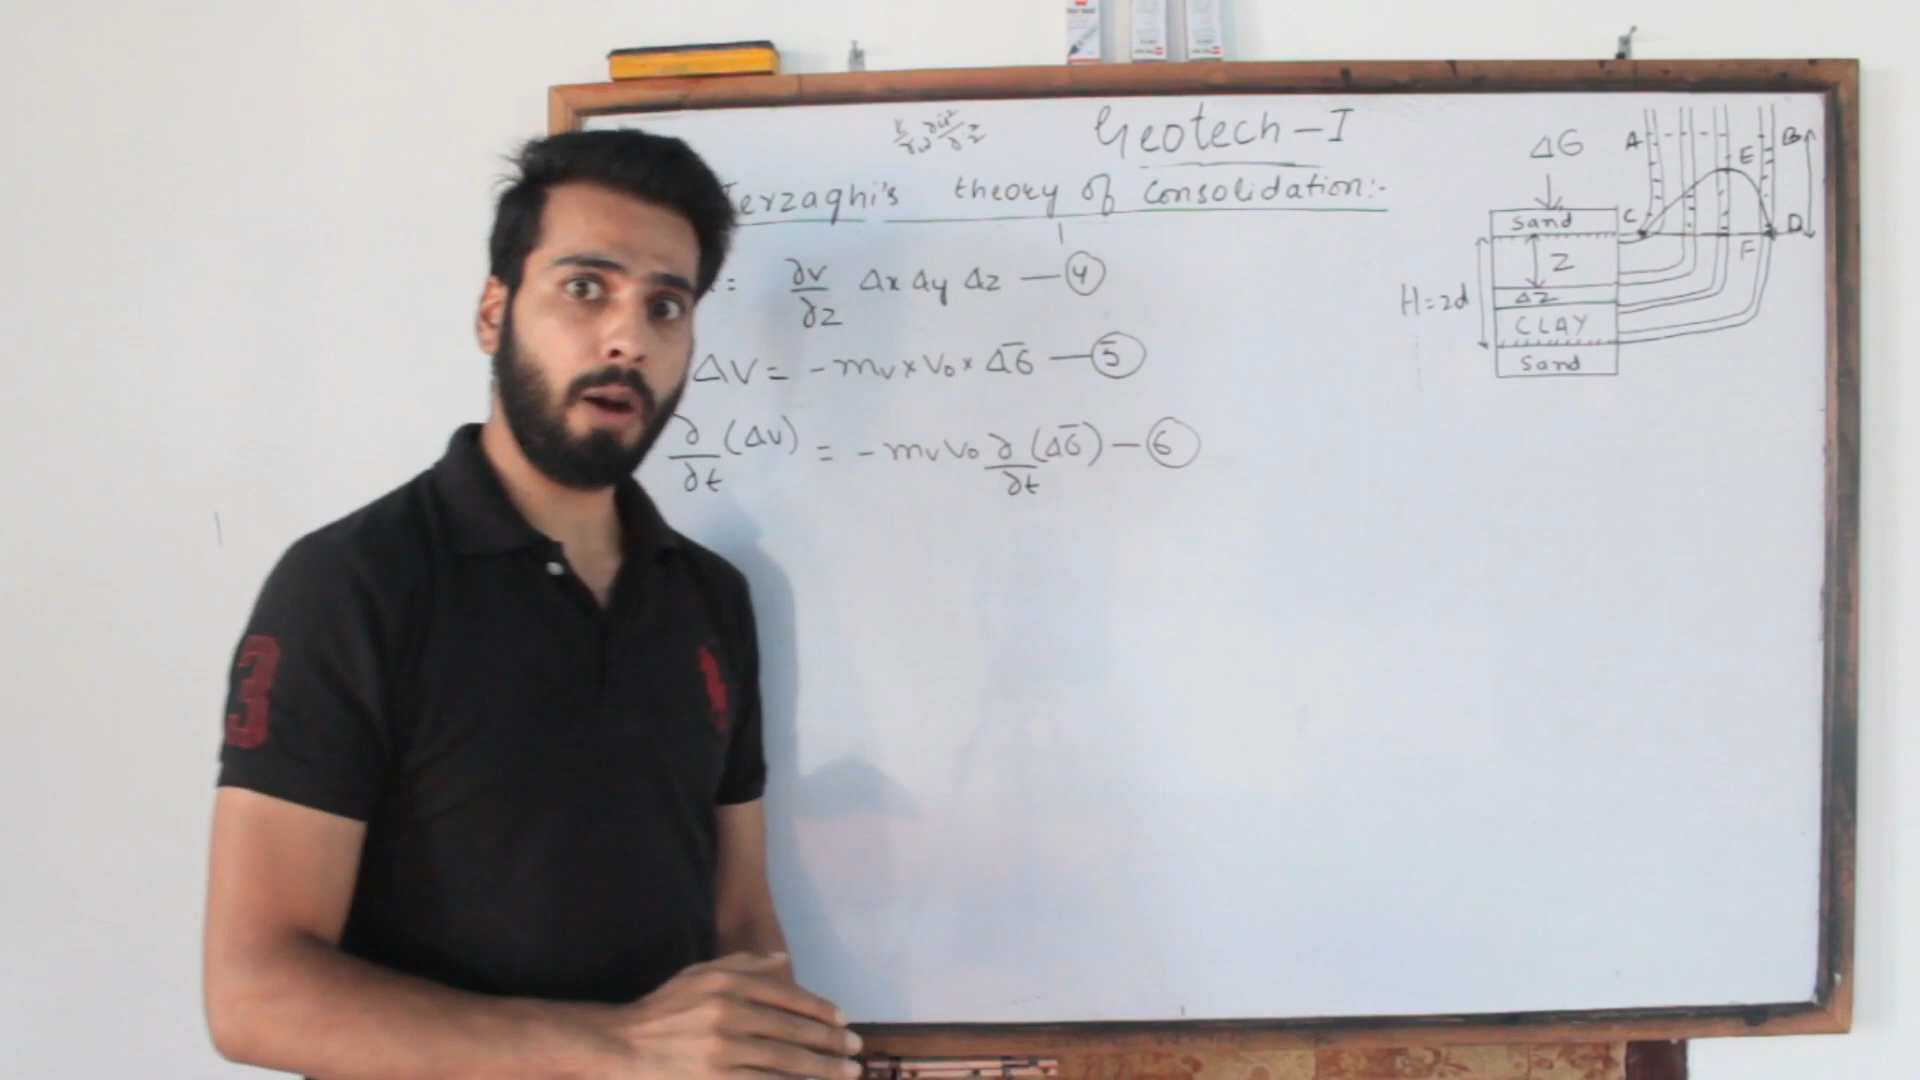 Geotech-I
Terzaghi's theory of Consolidation:-
= ∂v/∂z Δx Δy Δz — ④
ΔV = -mv × V₀ × Δσ̄ — ⑤
∂/∂t (Δv) = -mv V₀ ∂/∂t (Δσ̄) — ⑥
Δσ
A
B
E
Sand
C
D
F
Z
H=2d
ΔZ
CLAY
Sand
3